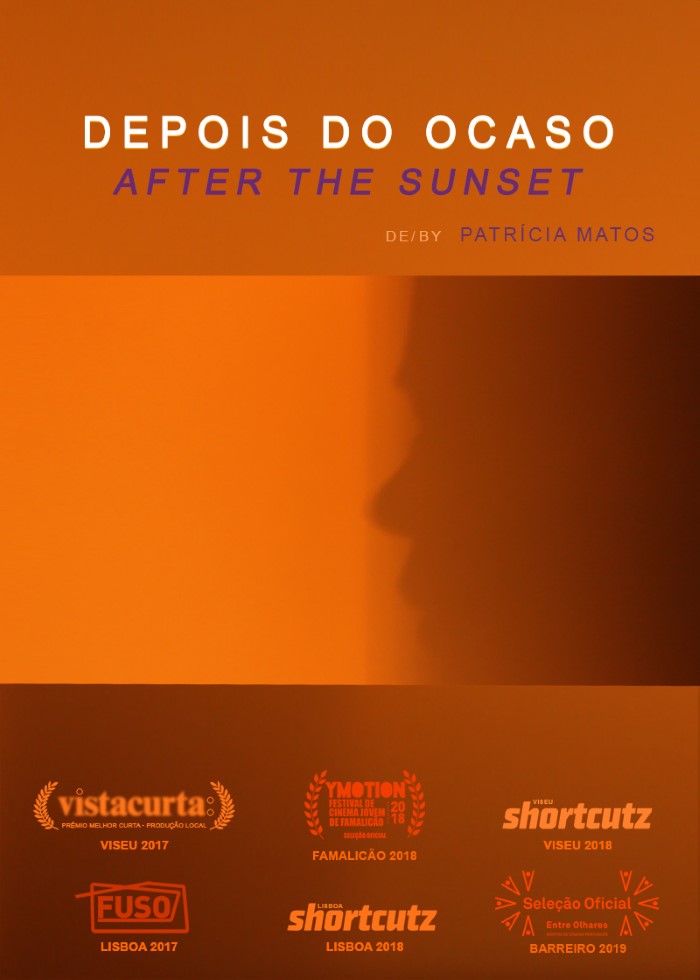 DEPOIS DO OCASO
AFTER THE SUNSET
DE/BY PATRÍCIA MATOS
vistacurta
PRÉMIO MELHOR CURTA - PRODUÇÃO LOCAL
VISEU 2017
YMOTION
FESTIVAL DE
CINEMA JOVEM
DE FAMALICÃO
20
18
SELEÇÃO OFICIAL
FAMALICÃO 2018
VISEU
shortcutz
VISEU 2018
FUSO
LISBOA 2017
LISBOA
shortcutz
LISBOA 2018
Seleção Oficial
Entre Olhares
BARREIRO 2019